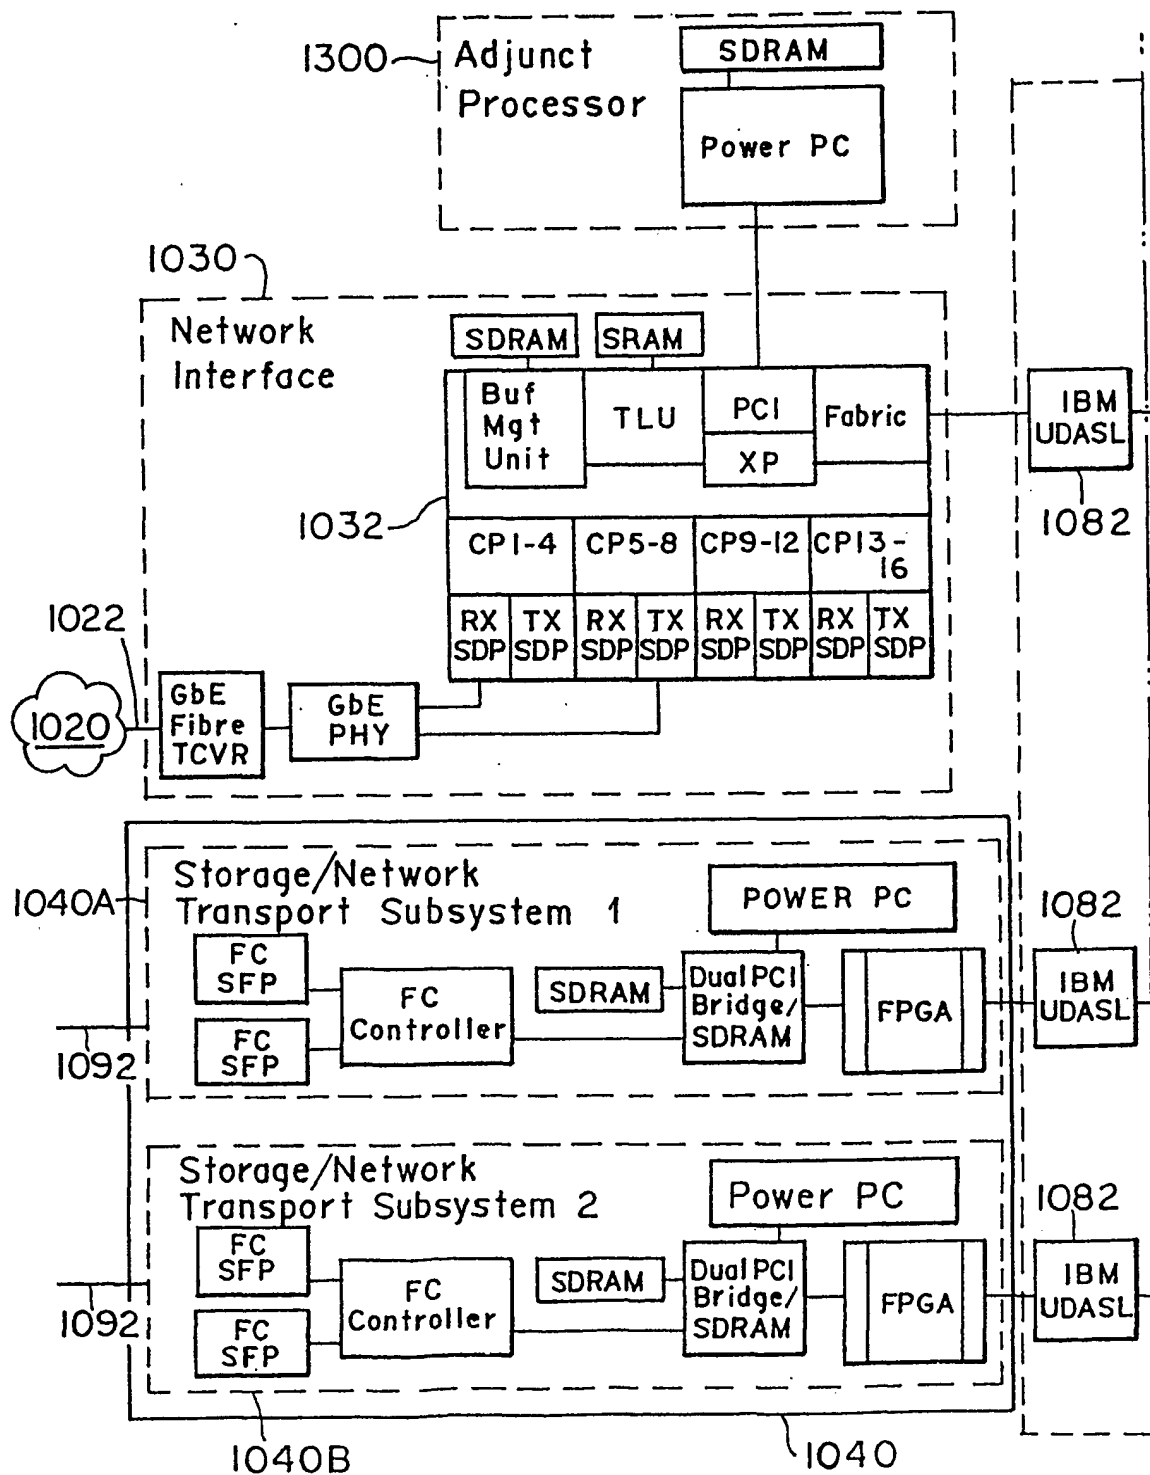 1300
Adjunct
Processor
SDRAM
Power PC
1030
Network
Interface
SDRAM
SRAM
Buf
Mgt
Unit
TLU
PCI
XP
Fabric
IBM
UDASL
1082
1032
CP1-4
CP5-8
CP9-12
CP13-
16
RX
SDP
TX
SDP
RX
SDP
TX
SDP
RX
SDP
TX
SDP
RX
SDP
TX
SDP
1022
1020
GbE
Fibre
TCVR
GbE
PHY
1040A
Storage/Network
Transport Subsystem 1
POWER PC
1082
FC
SFP
FC
SFP
FC
Controller
SDRAM
Dual PCI
Bridge/
SDRAM
FPGA
IBM
UDASL
1092
Storage/Network
Transport Subsystem 2
Power PC
1082
FC
SFP
FC
SFP
FC
Controller
SDRAM
Dual PCI
Bridge/
SDRAM
FPGA
IBM
UDASL
1092
1040B
1040